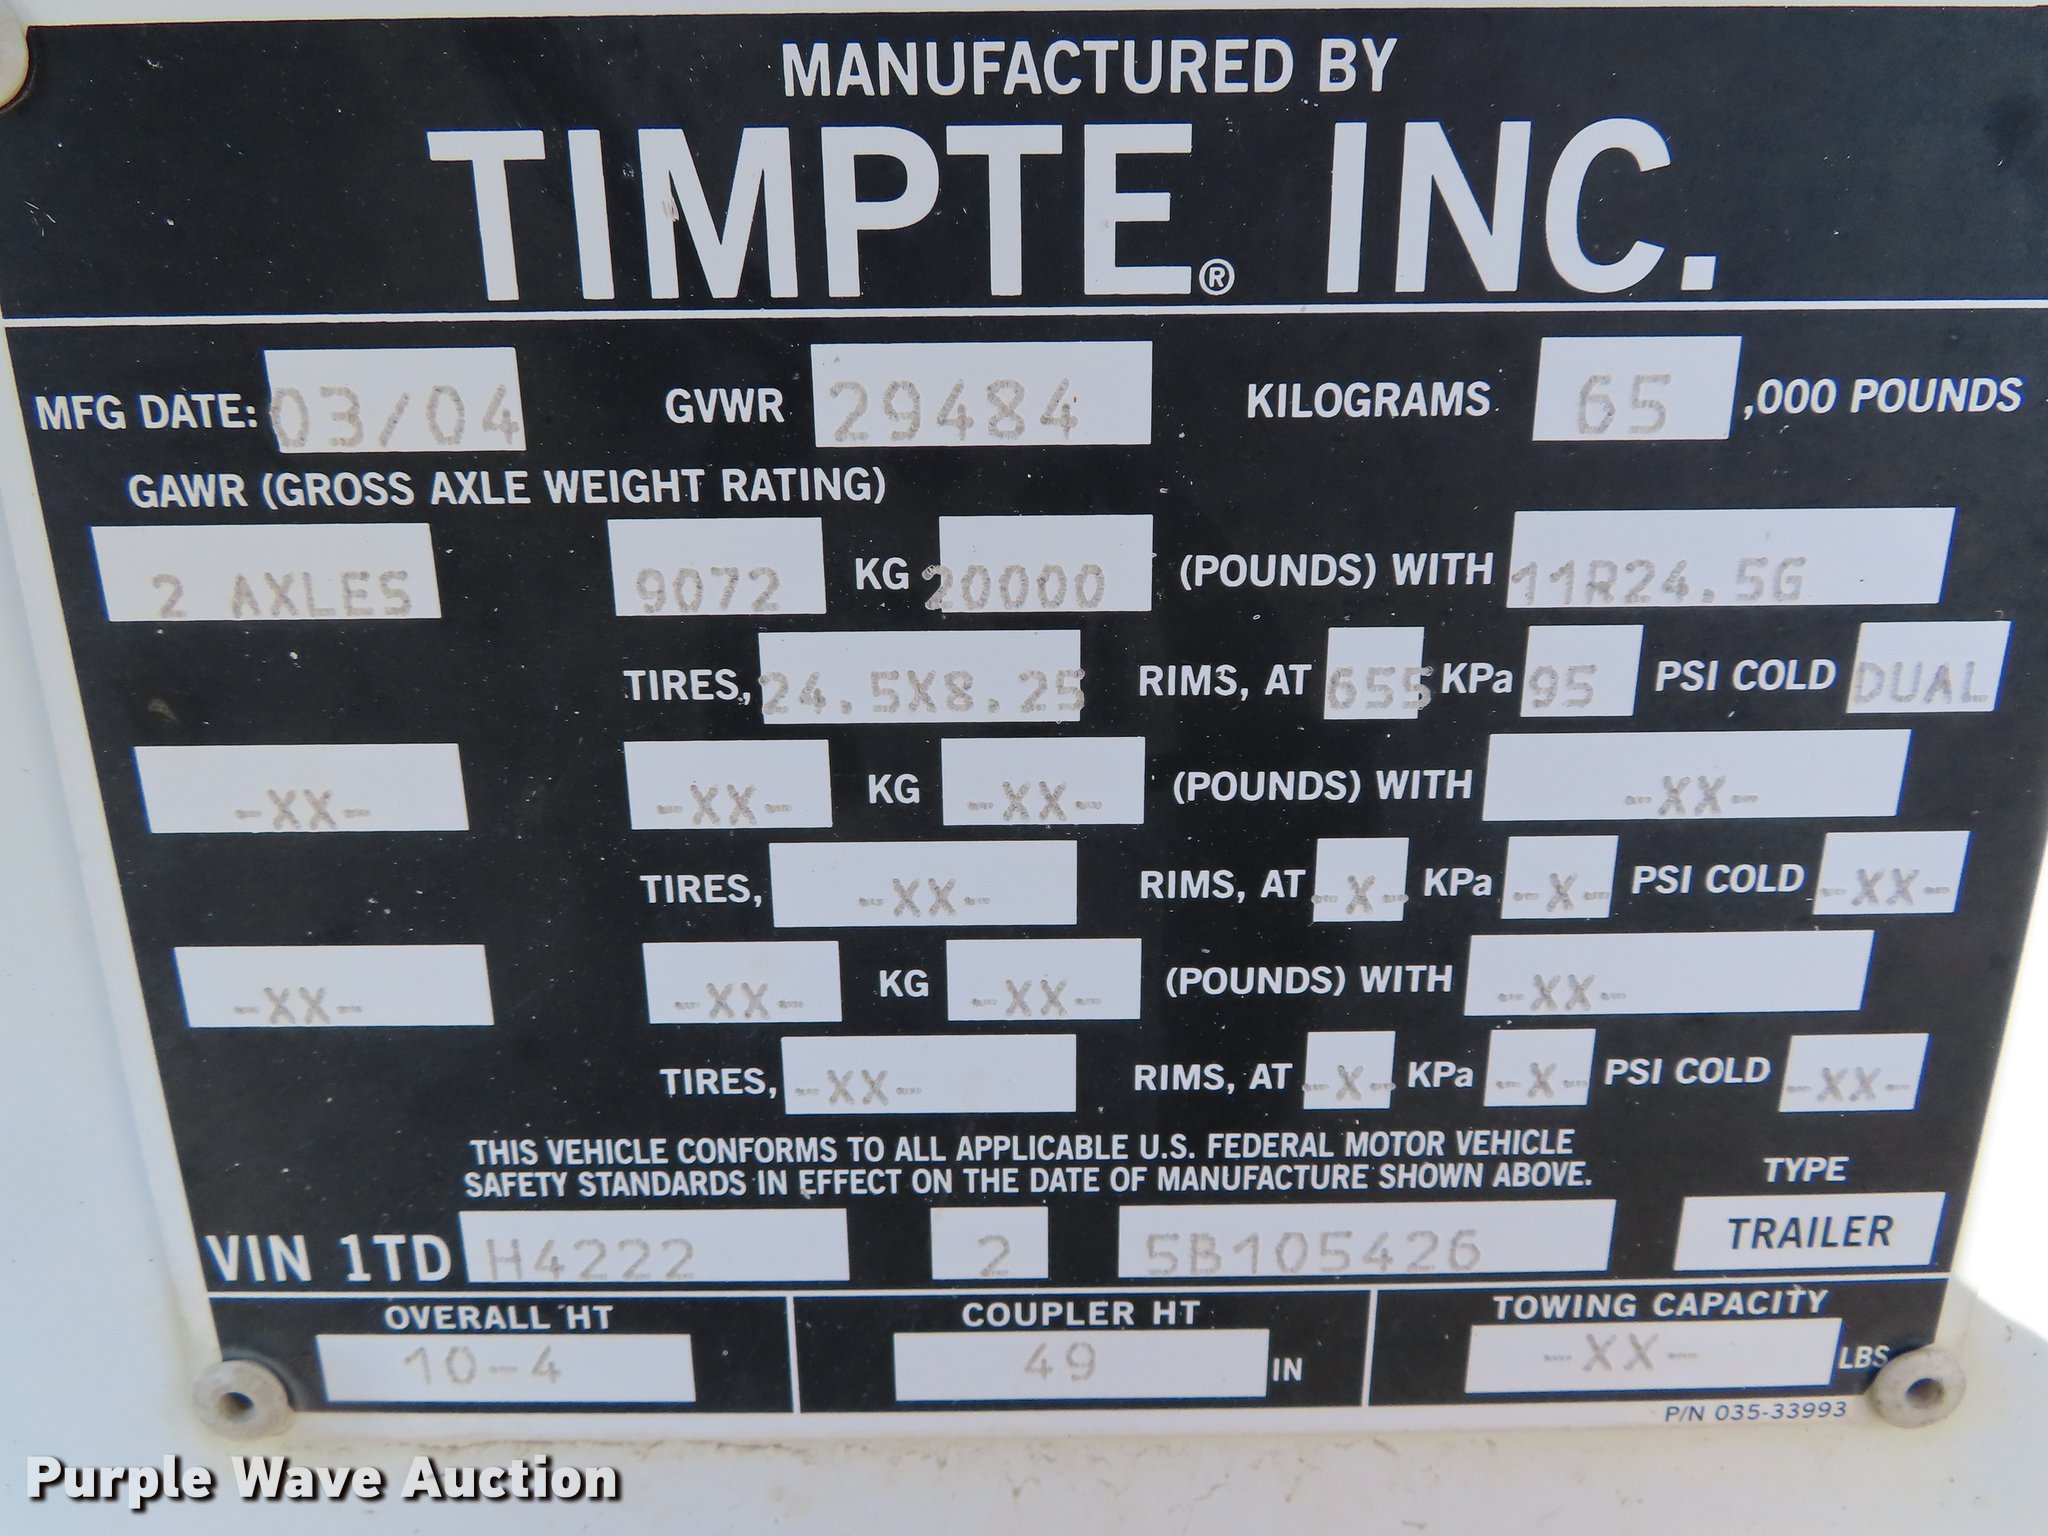 MANUFACTURED BY
TIMPTE® INC.
MFG DATE: 03/04 GVWR 29484 KILOGRAMS 65 ,000 POUNDS
GAWR (GROSS AXLE WEIGHT RATING)
2 AXLES 9072 KG 20000 (POUNDS) WITH 11R24.5G
TIRES, 24.5X8.25 RIMS, AT 655 KPa 95 PSI COLD DUAL
-XX- -XX- KG -XX- (POUNDS) WITH -XX-
TIRES, -XX- RIMS, AT -X- KPa -X- PSI COLD -XX-
-XX- -XX- KG -XX- (POUNDS) WITH -XX-
TIRES, -XX- RIMS, AT -X- KPa -X- PSI COLD -XX-
THIS VEHICLE CONFORMS TO ALL APPLICABLE U.S. FEDERAL MOTOR VEHICLE
SAFETY STANDARDS IN EFFECT ON THE DATE OF MANUFACTURE SHOWN ABOVE.
TYPE
VIN 1TD H4222 2 5B105426 TRAILER
OVERALL HT COUPLER HT TOWING CAPACITY
10-4 49 IN -XX- LBS
P/N 035-33993
Purple Wave Auction